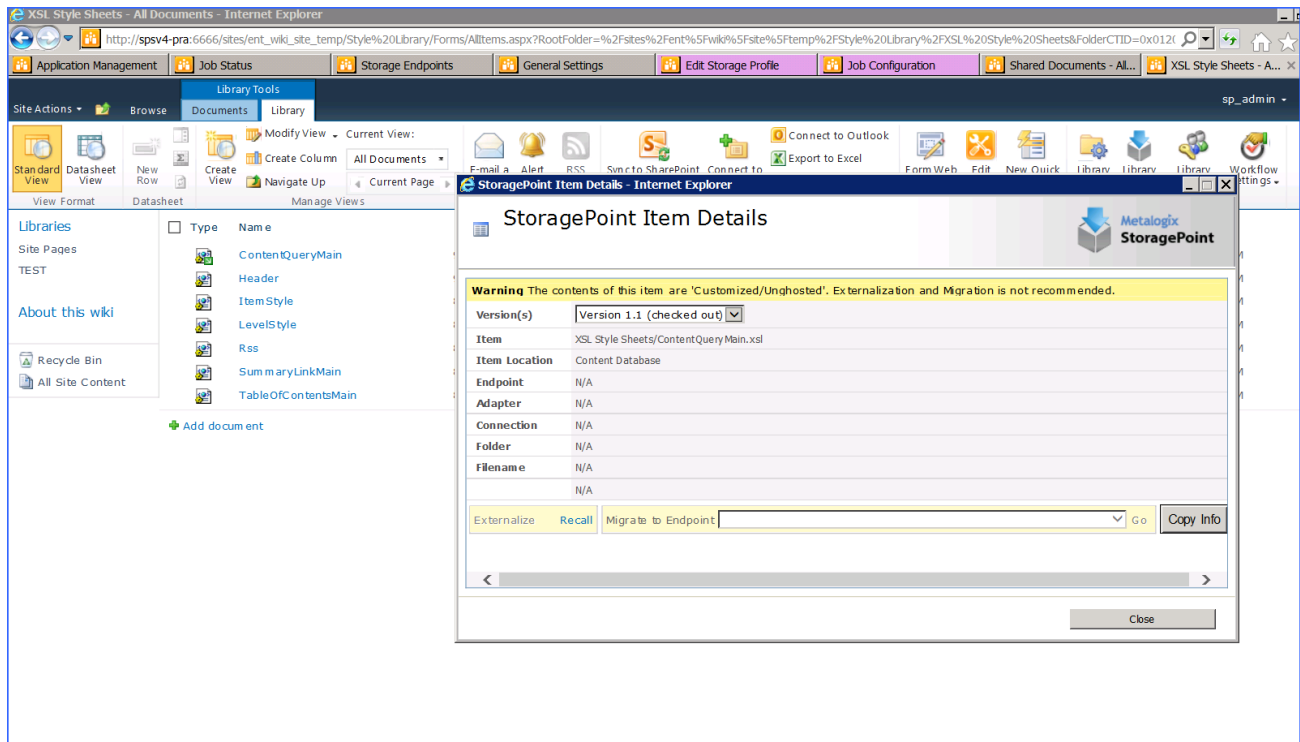 XSL Style Sheets - All Documents - Internet Explorer
http://spsv4-pra:6666/sites/ent_wiki_site_temp/Style%20Library/Forms/AllItems.aspx?RootFolder=%2Fsites%2Fent%5Fwiki%5Fsite%5Ftemp%2FStyle%20Library%2FXSL%20Style%20Sheets&FolderCTID=0x012(
Application Management Job Status Storage Endpoints General Settings Edit Storage Profile Job Configuration Shared Documents - All... XSL Style Sheets - A...
Library Tools
sp_admin
Site Actions Browse Documents Library
Modify View Current View: Connect to Outlook
Create Column All Documents Export to Excel
Standard View Datasheet View New Row Create View Navigate Up Current Page E-mail a Alert RSS Sync to SharePoint Connect to Form Web Edit New Quick Library Library Library Workflow
ettings
View Format Datasheet Manage Views
StoragePoint Item Details - Internet Explorer
StoragePoint Item Details
Metalogix
StoragePoint
Libraries
Site Pages
TEST
About this wiki
Recycle Bin
All Site Content
Type Name
ContentQueryMain
Header
ItemStyle
LevelStyle
Rss
SummaryLinkMain
TableOfContentsMain
Add document
Warning The contents of this item are 'Customized/Unghosted'. Externalization and Migration is not recommended.
Version(s) Version 1.1 (checked out)
Item XSL Style Sheets/ContentQueryMain.xsl
Item Location Content Database
Endpoint N/A
Adapter N/A
Connection N/A
Folder N/A
Filename N/A
N/A
Externalize Recall Migrate to Endpoint Go Copy Info
Close